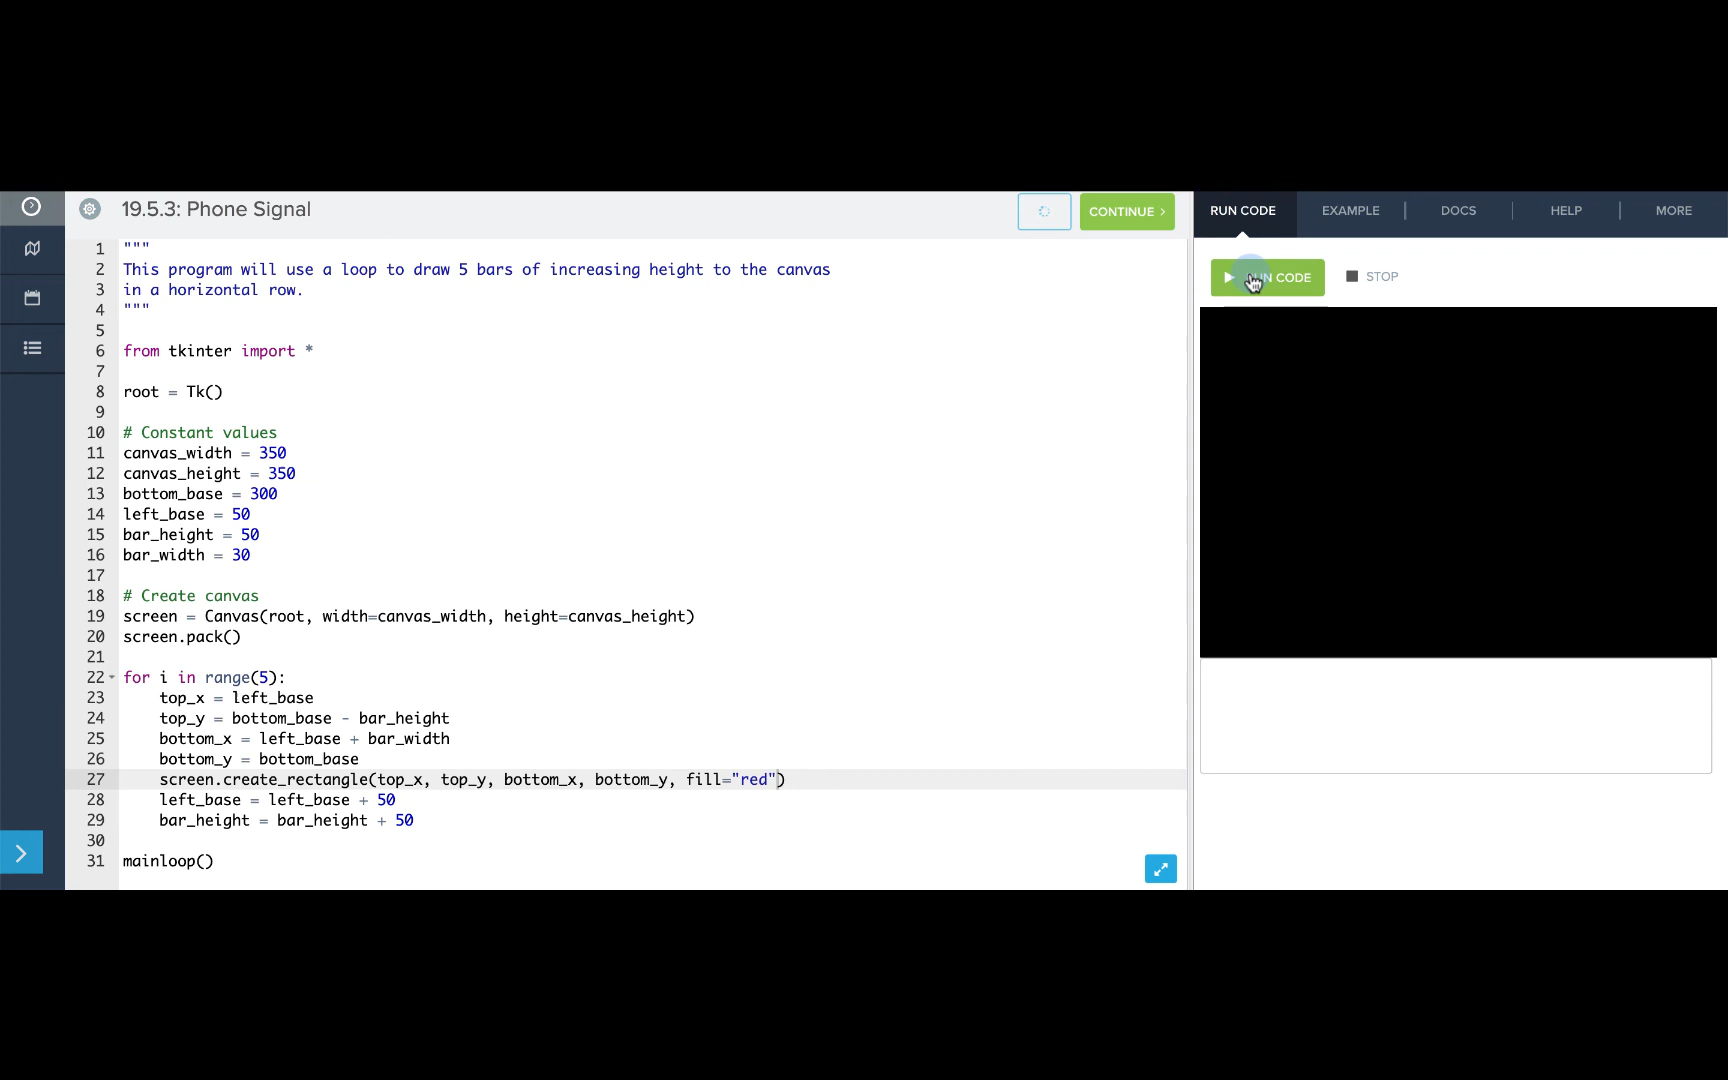 19.5.3: Phone Signal
CONTINUE >
RUN CODE
EXAMPLE
DOCS
HELP
MORE
CODE
STOP
1 """
2 This program will use a loop to draw 5 bars of increasing height to the canvas
3 in a horizontal row.
4 """
5
6 from tkinter import *
7
8 root = Tk()
9
10 # Constant values
11 canvas_width = 350
12 canvas_height = 350
13 bottom_base = 300
14 left_base = 50
15 bar_height = 50
16 bar_width = 30
17
18 # Create canvas
19 screen = Canvas(root, width=canvas_width, height=canvas_height)
20 screen.pack()
21
22 for i in range(5):
23     top_x = left_base
24     top_y = bottom_base - bar_height
25     bottom_x = left_base + bar_width
26     bottom_y = bottom_base
27     screen.create_rectangle(top_x, top_y, bottom_x, bottom_y, fill="red")
28     left_base = left_base + 50
29     bar_height = bar_height + 50
30
31 mainloop()